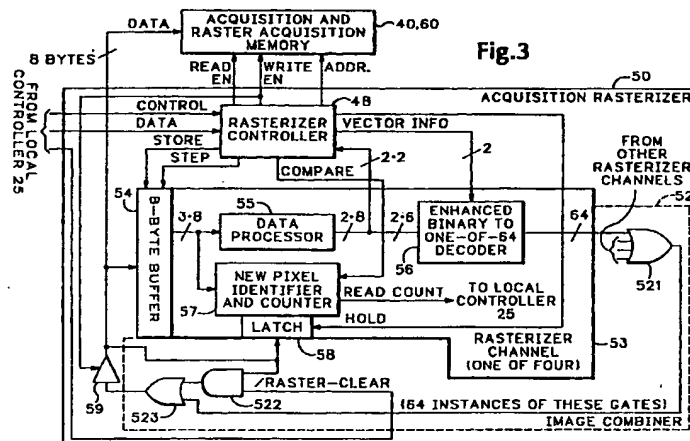 DATA
8 BYTES
ACQUISITION AND
RASTER ACQUISITION
MEMORY
40,60
Fig.3
READ
EN
WRITE
EN
ADDR.
50
ACQUISITION RASTERIZER
FROM LOCAL
CONTROLLER 25
CONTROL
DATA
STORE
STEP
RASTERIZER
CONTROLLER
48
VECTOR INFO
COMPARE
2·2
2
FROM
OTHER
RASTERIZER
CHANNELS
52
54
8-BYTE BUFFER
3·8
55
DATA
PROCESSOR
2·8
2·6
ENHANCED
BINARY TO
ONE-OF-64
DECODER
56
64
521
NEW PIXEL
IDENTIFIER
AND COUNTER
57
READ COUNT
TO LOCAL
CONTROLLER
25
LATCH
HOLD
58
RASTERIZER
CHANNEL
(ONE OF FOUR)
53
59
523
522
/RASTER-CLEAR
(64 INSTANCES OF THESE GATES)
IMAGE COMBINER